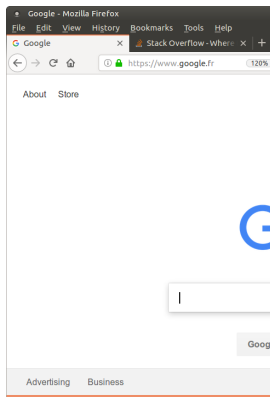 Google - Mozilla Firefox
File Edit View History Bookmarks Tools Help
G Google × Stack Overflow - Where × +
https://www.google.fr 120%
About Store
G
Goog
Advertising Business